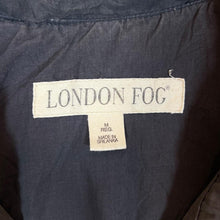 LONDON FOG®
M
REG.
MADE IN
SRI LANKA